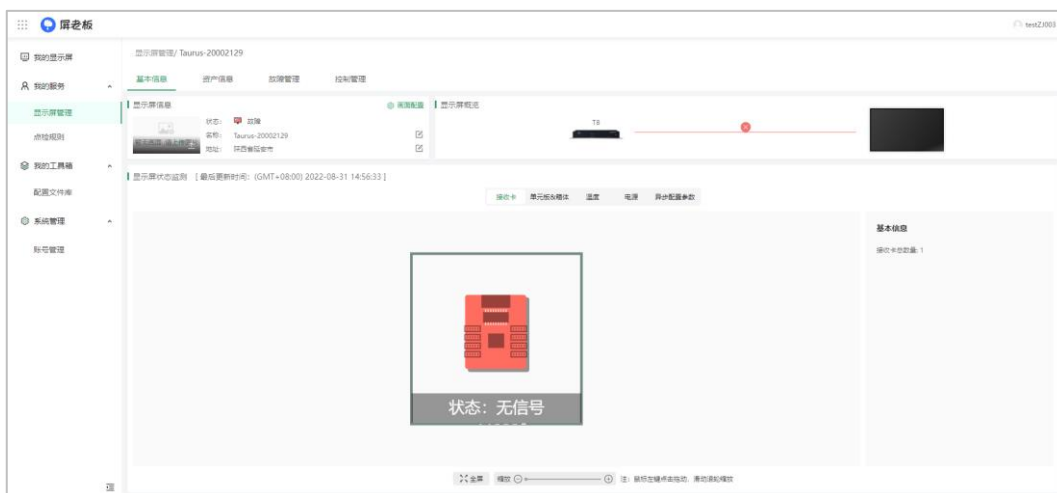 屏老板
testZJ003
我的显示屏
我的服务
显示屏管理
点检规则
我的工具箱
配置文件库
系统管理
账号管理
显示屏管理/ Taurus-20002129
基本信息
资产信息
故障管理
控制管理
显示屏信息
画面配置
状态: 故障
名称: Taurus-20002129
地址: 陕西省延安市
显示屏概览
T8
显示屏状态监测 [ 最后更新时间: (GMT+08:00) 2022-08-31 14:56:33 ]
接收卡
单元板&箱体
温度
电源
异步配置参数
状态: 无信号
基本信息
接收卡总数量: 1
全屏
缩放
注: 鼠标左键点击拖动, 滑动滚轮缩放